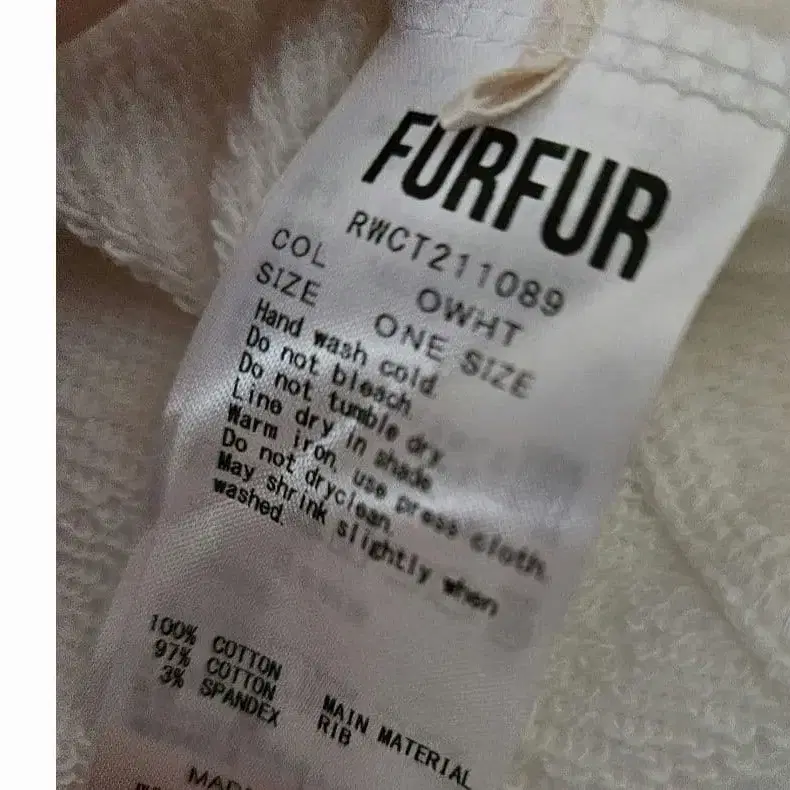 FURFUR
RWCT211089
COL OWHT
SIZE ONE SIZE
Hand wash cold.
Do not bleach.
Do not tumble dry.
Line dry in shade.
Warm iron, use press cloth.
Do not dryclean.
May shrink slightly when
washed.
100% COTTON MAIN MATERIAL
97% COTTON RIB
3% SPANDEX